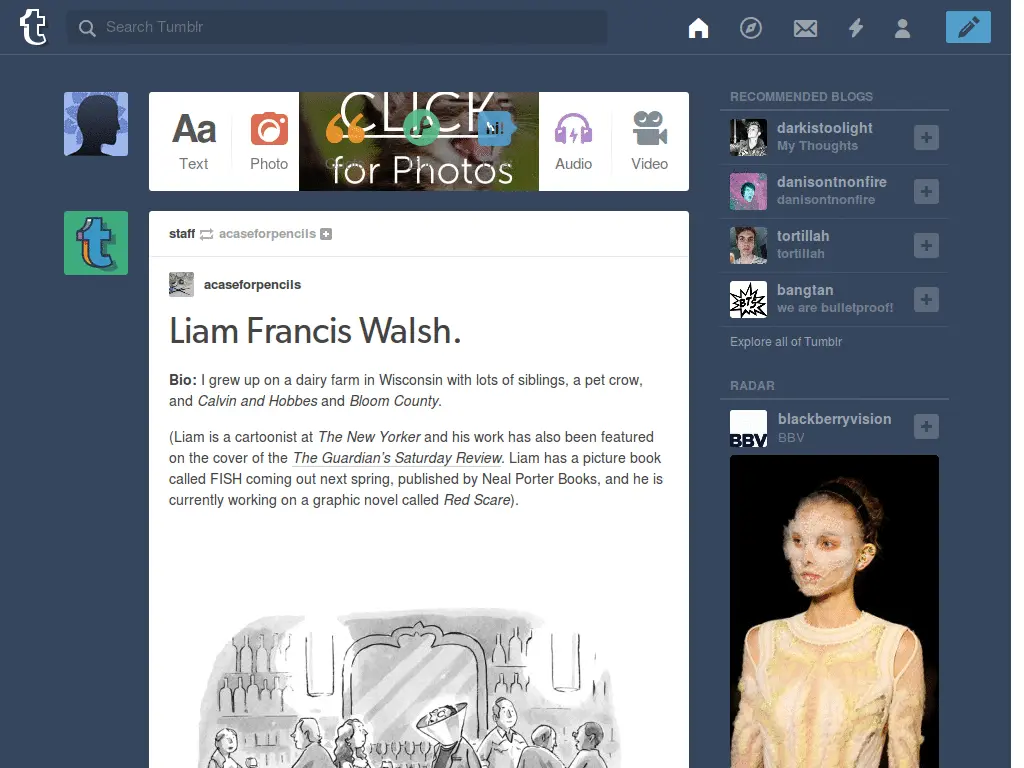 Search Tumblr
Aa
Text
Photo
CLICK
for Photos
Audio
Video
staff acaseforpencils
acaseforpencils
Liam Francis Walsh.
Bio: I grew up on a dairy farm in Wisconsin with lots of siblings, a pet crow,
and Calvin and Hobbes and Bloom County.
(Liam is a cartoonist at The New Yorker and his work has also been featured
on the cover of the The Guardian’s Saturday Review. Liam has a picture book
called FISH coming out next spring, published by Neal Porter Books, and he is
currently working on a graphic novel called Red Scare).
RECOMMENDED BLOGS
darkistoolight
My Thoughts
danisontnonfire
danisontnonfire
tortillah
tortillah
BTS
bangtan
we are bulletproof!
Explore all of Tumblr
RADAR
BBV
blackberryvision
BBV